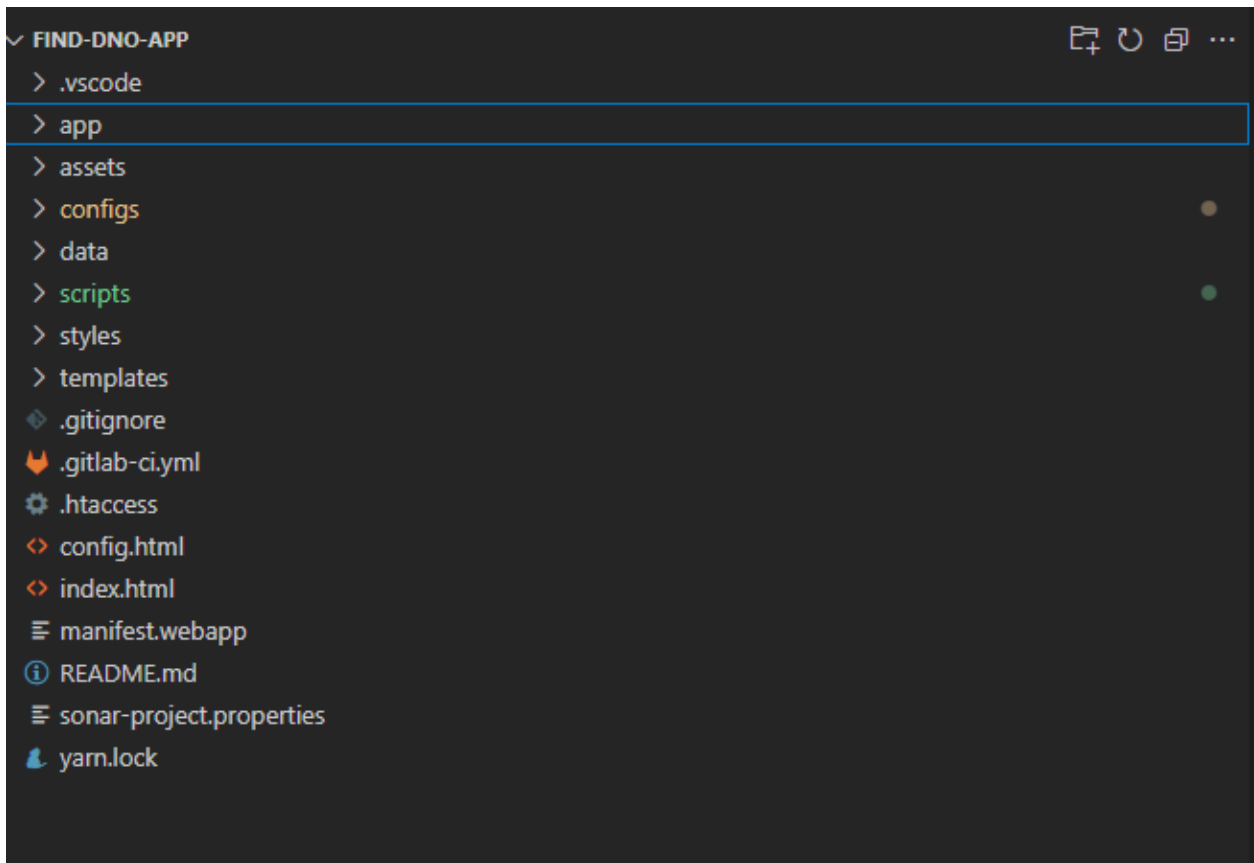 FIND-DNO-APP
.vscode
app
assets
configs
data
scripts
styles
templates
.gitignore
.gitlab-ci.yml
.htaccess
config.html
index.html
manifest.webapp
README.md
sonar-project.properties
yarn.lock